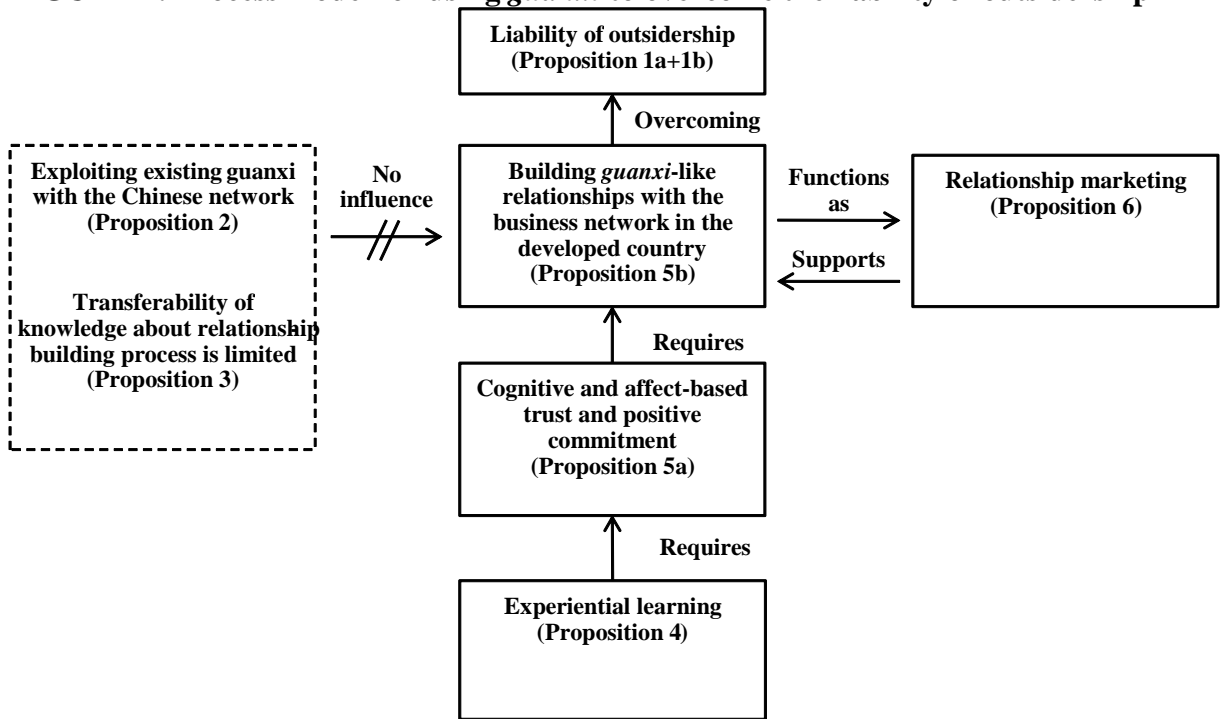 Liability of outsidership
(Proposition 1a+1b)
Overcoming
Exploiting existing guanxi
with the Chinese network
(Proposition 2)
Transferability of
knowledge about relationship-
building process is limited
(Proposition 3)
No
influence
Building guanxi-like
relationships with the
business network in the
developed country
(Proposition 5b)
Functions
as
Supports
Relationship marketing
(Proposition 6)
Requires
Cognitive and affect-based
trust and positive
commitment
(Proposition 5a)
Requires
Experiential learning
(Proposition 4)